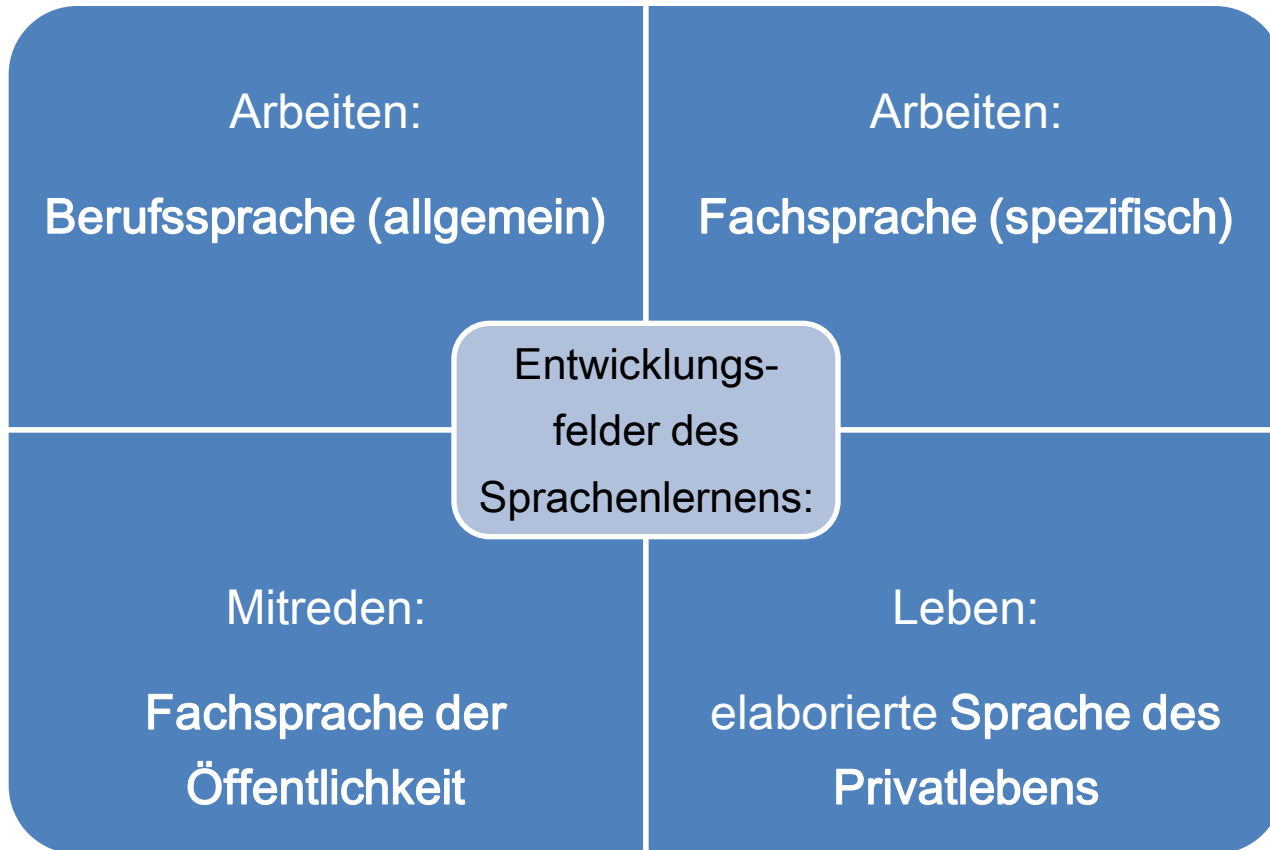 Arbeiten:
Berufssprache (allgemein)
Arbeiten:
Fachsprache (spezifisch)
Entwicklungs-
felder des
Sprachenlernens:
Mitreden:
Fachsprache der
Öffentlichkeit
Leben:
elaborierte Sprache des
Privatlebens